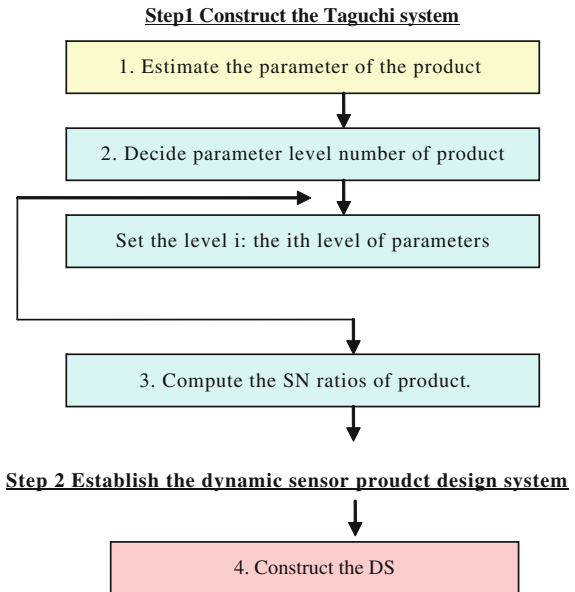 Step1 Construct the Taguchi system
1. Estimate the parameter of the product
2. Decide parameter level number of product
Set the level i: the ith level of parameters
3. Compute the SN ratios of product.
Step 2 Establish the dynamic sensor proudct design system
4. Construct the DS